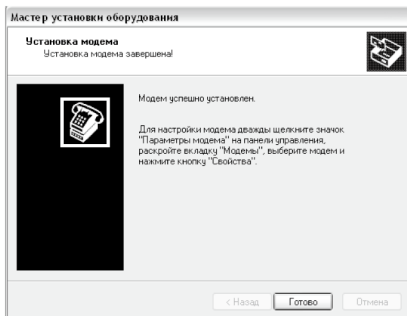 Мастер установки оборудования
Установка модема
Установка модема завершена!
Модем успешно установлен.
Для настройки модема дважды щелкните значок
"Параметры модема" на панели управления,
раскройте вкладку "Модемы", выберите модем и
нажмите кнопку "Свойства".
< Назад
Готово
Отмена